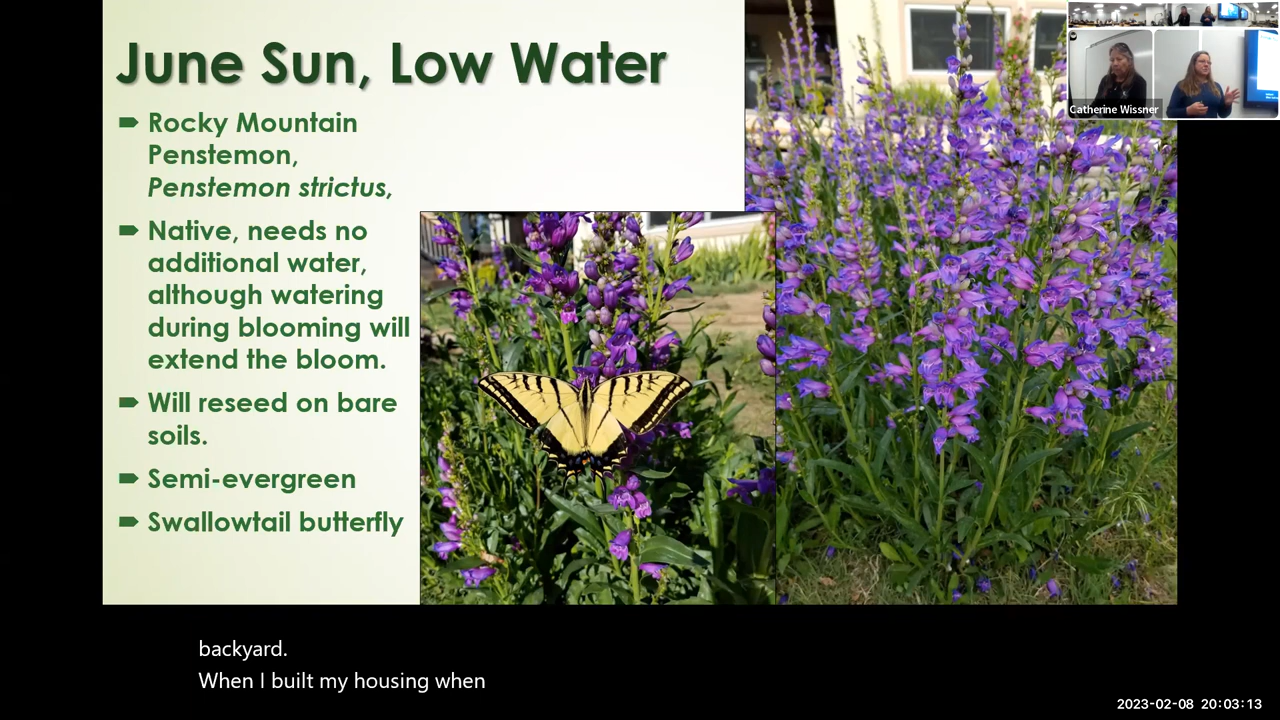 June Sun, Low Water
Rocky Mountain
Penstemon,
Penstemon strictus,
Native, needs no
additional water,
although watering
during blooming will
extend the bloom.
Will reseed on bare
soils.
Semi-evergreen
Swallowtail butterfly
Catherine Wissner
backyard.
When I built my housing when
2023-02-08 20:03:13